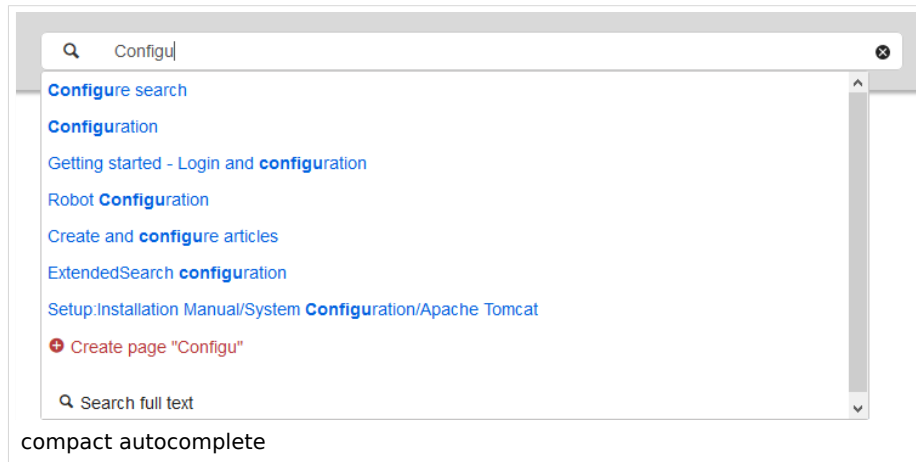 Configu
Configure search
Configuration
Getting started - Login and configuration
Robot Configuration
Create and configure articles
ExtendedSearch configuration
Setup:Installation Manual/System Configuration/Apache Tomcat
Create page "Configu"
Search full text
compact autocomplete